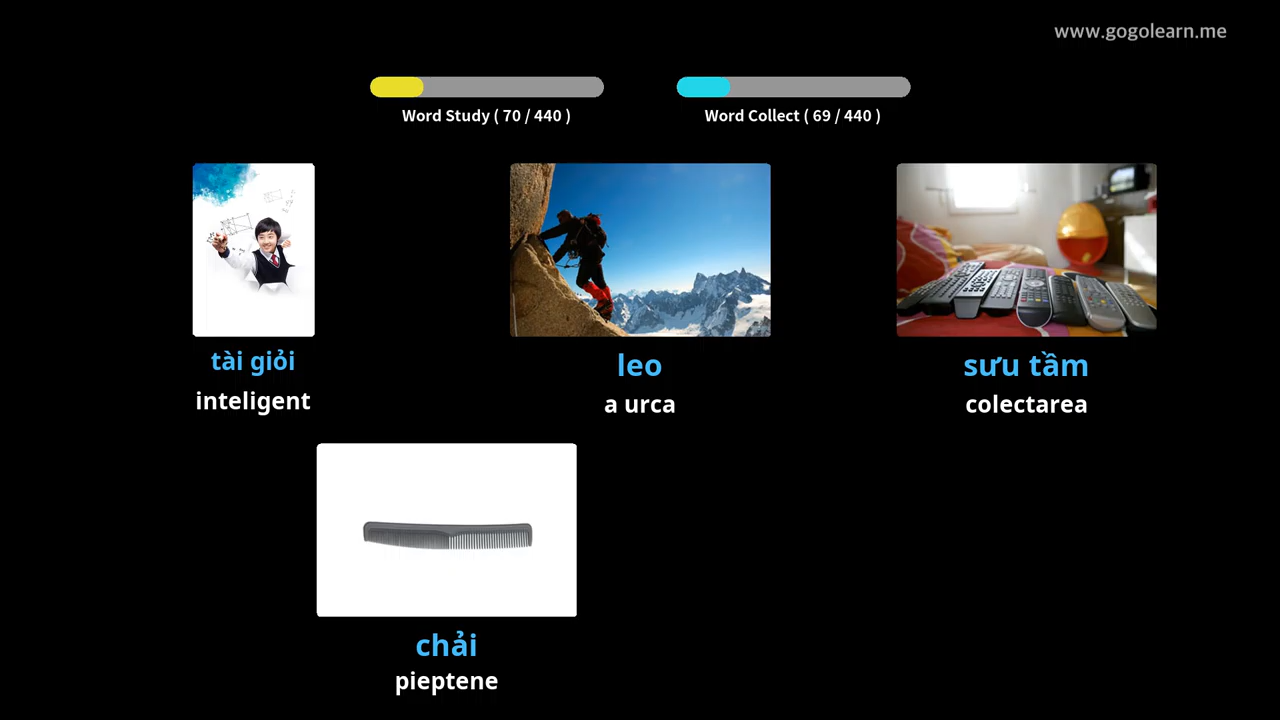 www.gogolearn.me
Word Study ( 70 / 440 )
Word Collect ( 69 / 440 )
tài giỏi
inteligent
leo
a urca
sưu tầm
colectarea
chải
pieptene